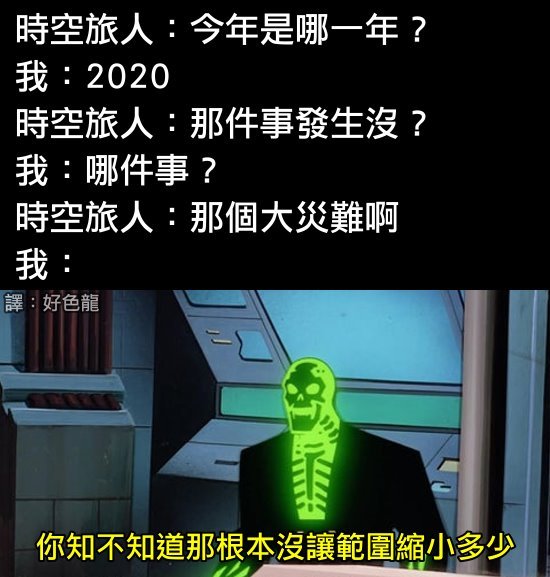 時空旅人：今年是哪一年？
我：2020
時空旅人：那件事發生沒？
我：哪件事？
時空旅人：那個大災難啊
我：
譯：好色龍
你知不知道那根本沒讓範圍縮小多少